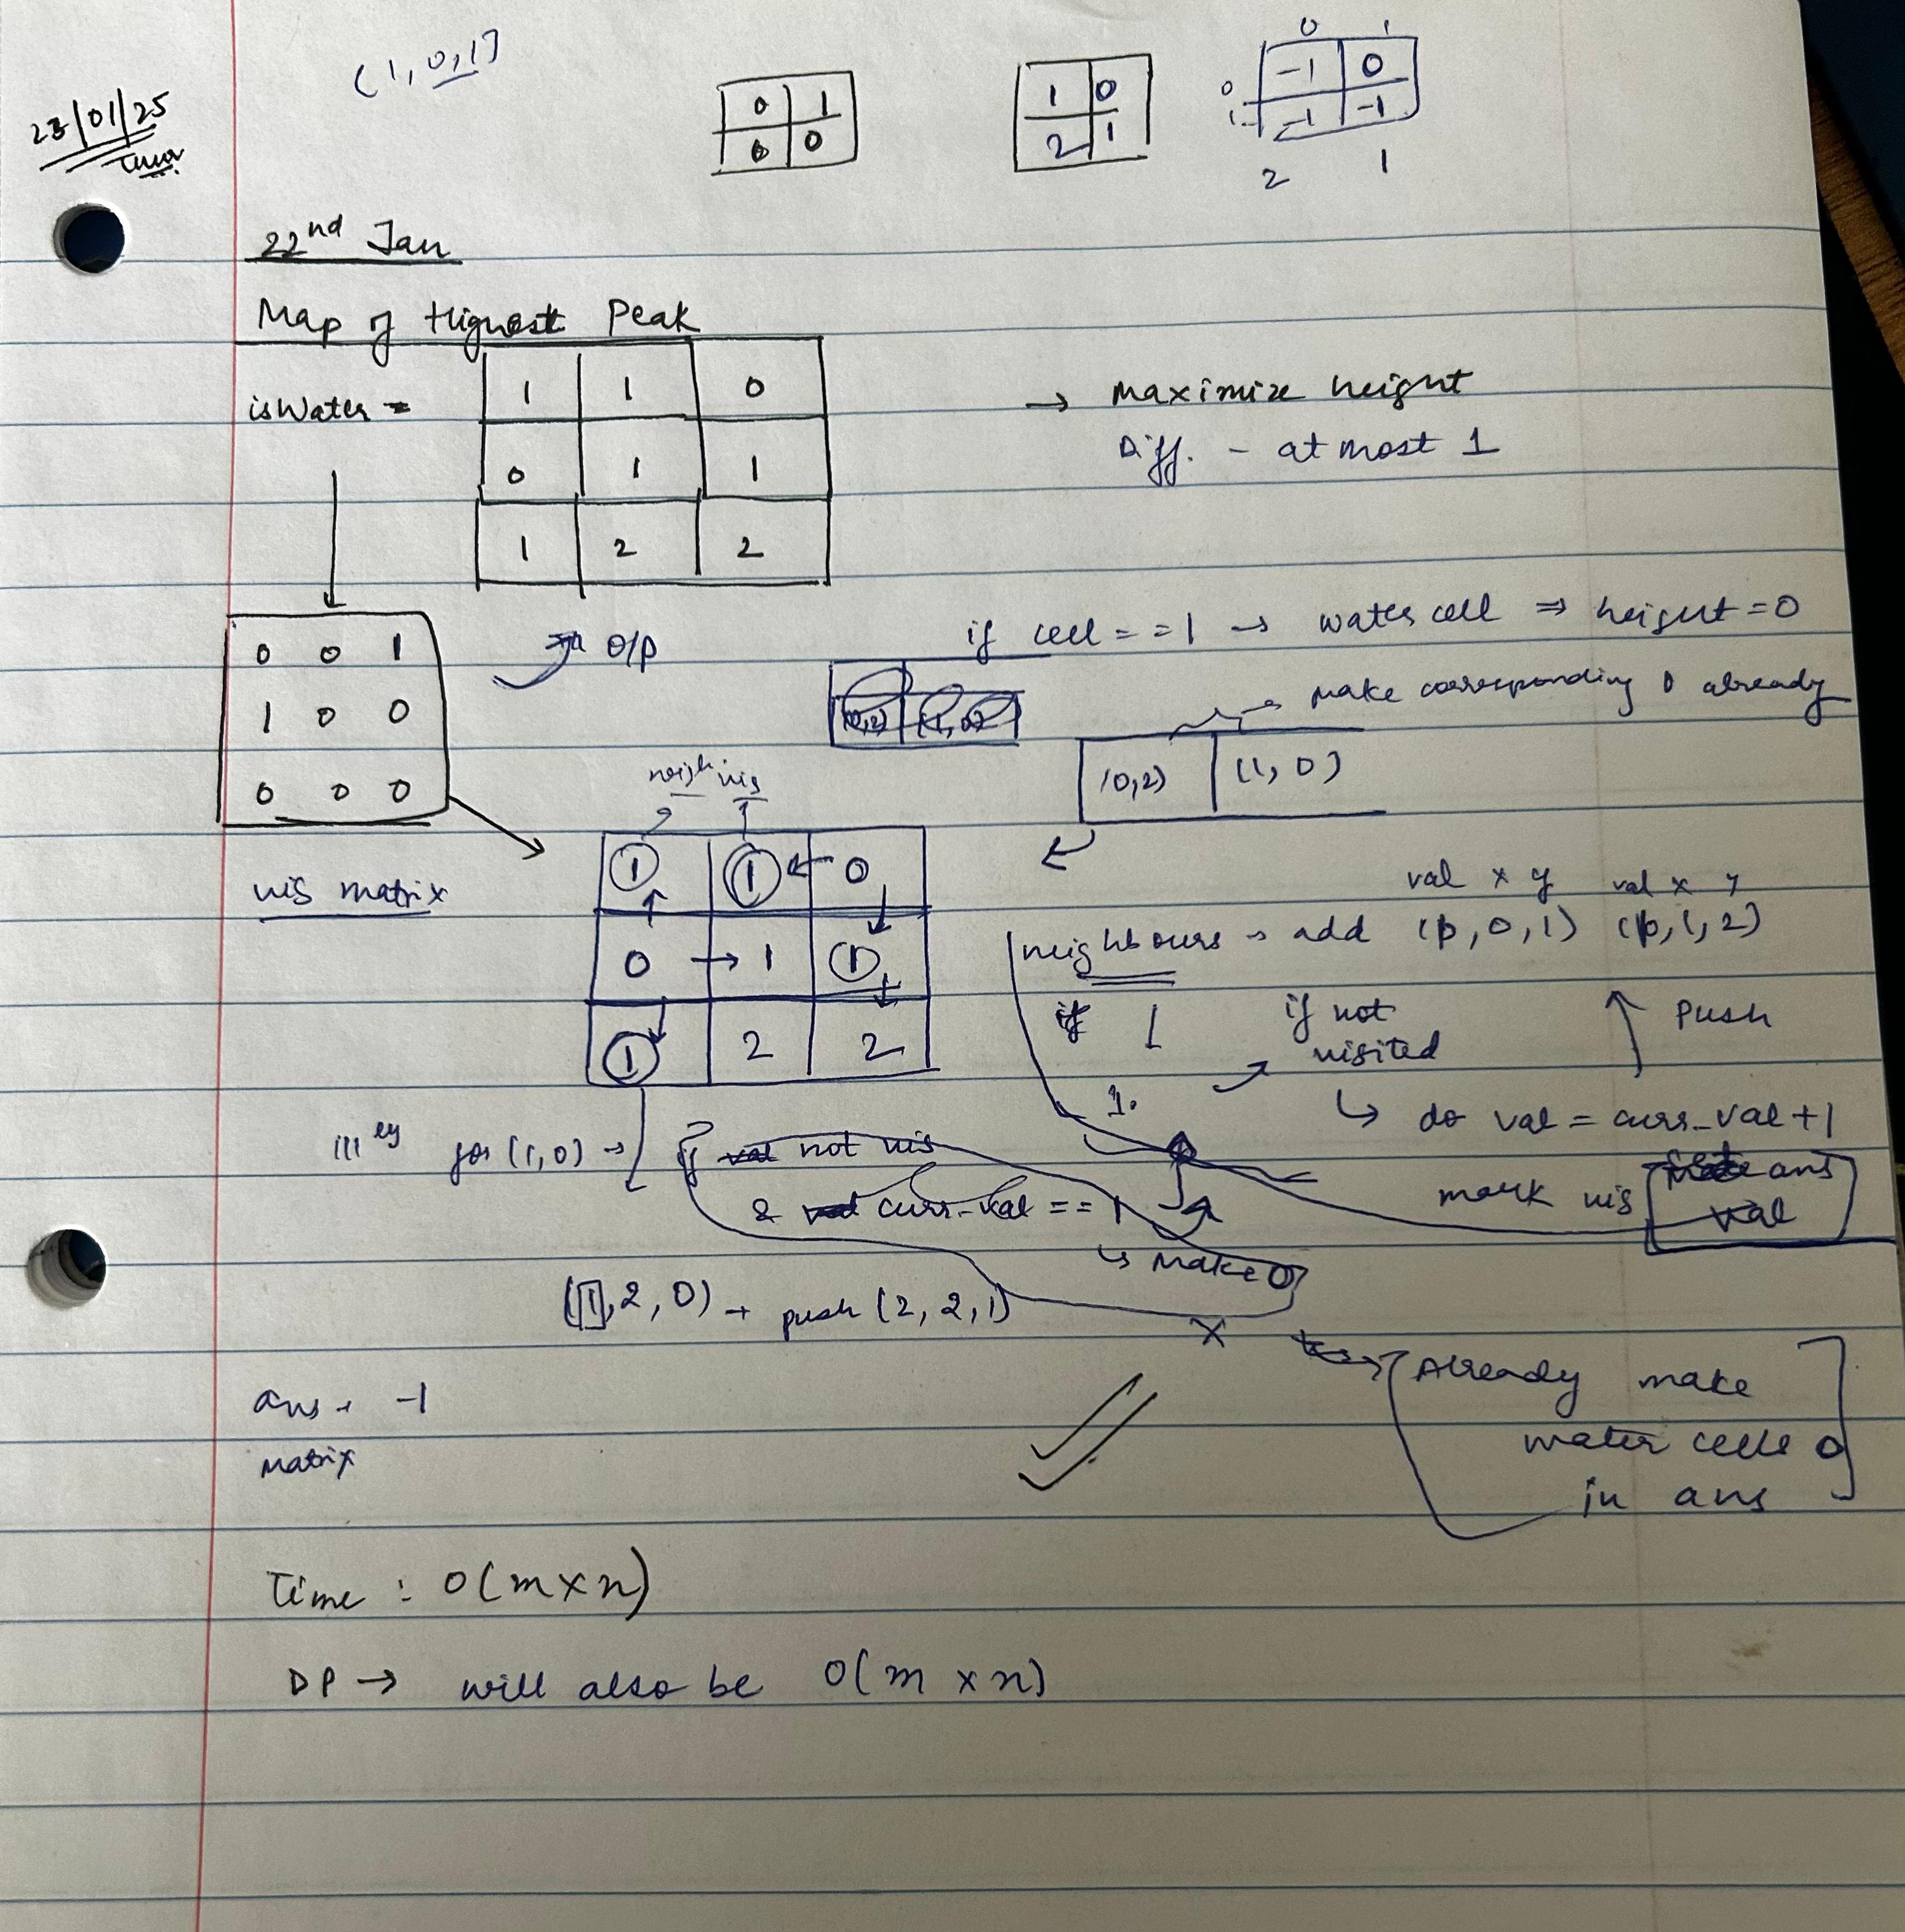 (1, 0, 1)
0 1
0 0
1 0
2 1
0 1
0 -1 0
1 -1 -1
2 1
23/01/25
22nd Jan
Map of Highest Peak
isWater =
1 1 0
0 1 1
1 2 2
→ Maximize height
Diff. - at most 1
0 0 1
1 0 0
0 0 0
O/P
if cell == 1 → water cell ⇒ height = 0
make corresponding 0 already
(0,2) (1,0)
(0,2) (1, 0)
neigh vis
vis matrix
1 1 ← 0
0 → 1 1
1 2 2
val x y val x y
neighbours → add (1, 0, 1) (1, 1, 2)
if 1
if not visited
↑ Push
1.
↳ do val = curr_val + 1
mark vis
ans
val
|||ly for (1, 0) → if val not vis
& val curr_val == 1
↳ Make 0
(1, 2, 0) → push (2, 2, 1)
X
Already make
water cells 0
in ans
ans → -1
Matrix
Time : O(m x n)
DP → will also be O(m x n)